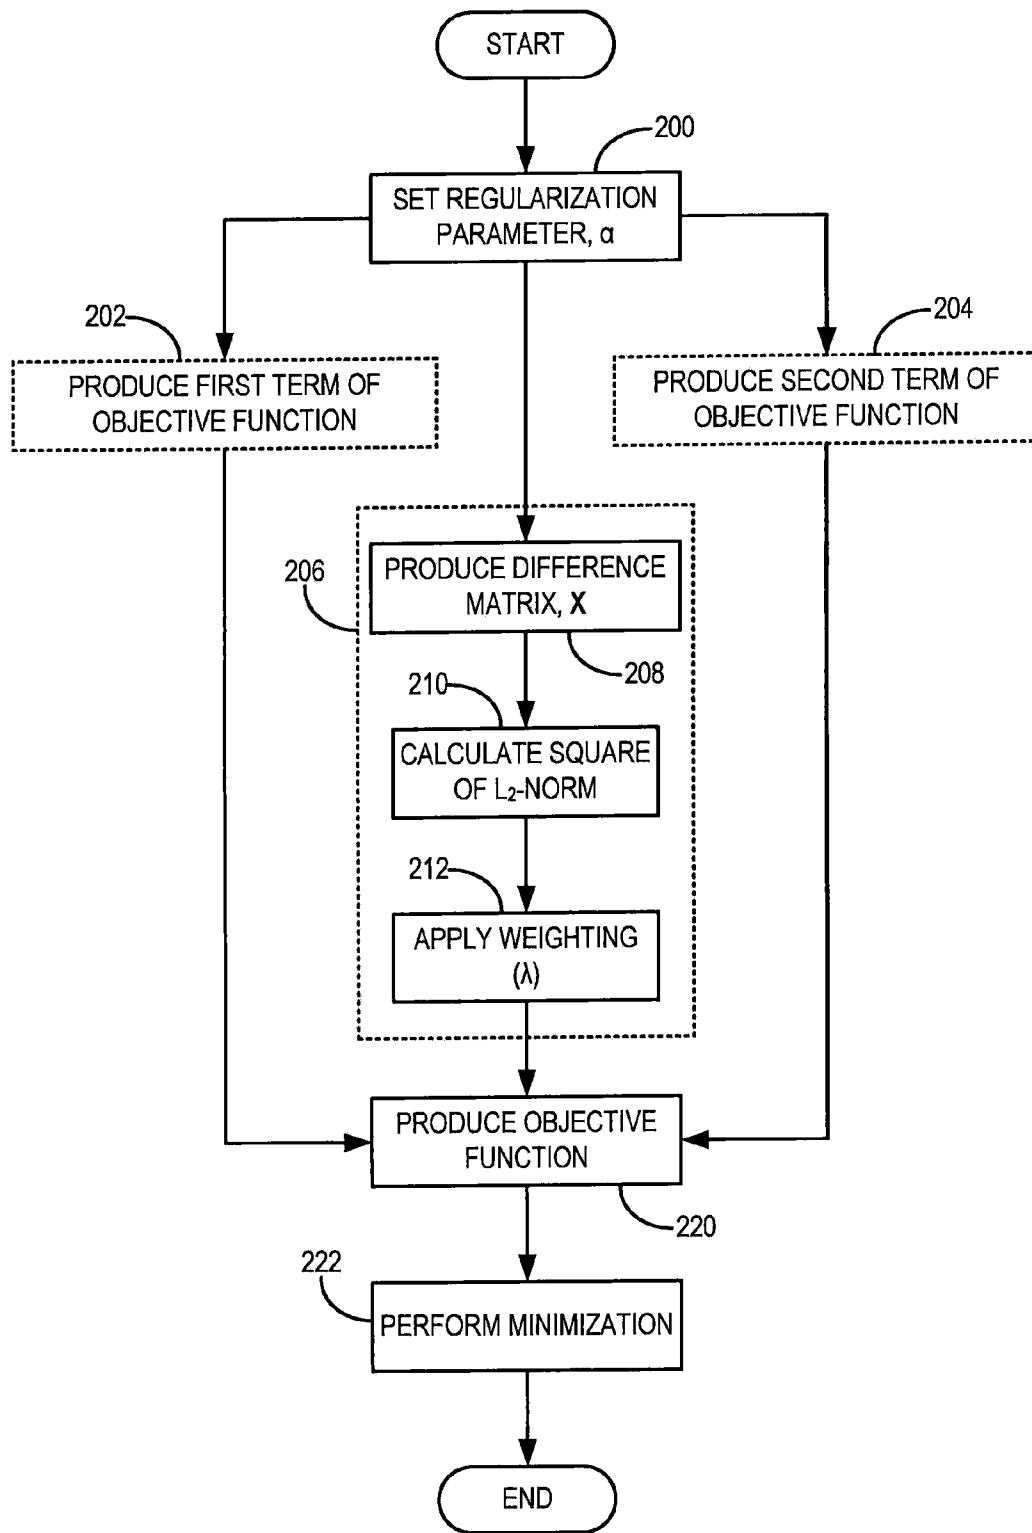 START
200
SET REGULARIZATION
PARAMETER, α
202
204
PRODUCE FIRST TERM OF
OBJECTIVE FUNCTION
PRODUCE SECOND TERM OF
OBJECTIVE FUNCTION
206
PRODUCE DIFFERENCE
MATRIX, X
208
210
CALCULATE SQUARE
OF L₂-NORM
212
APPLY WEIGHTING
(λ)
PRODUCE OBJECTIVE
FUNCTION
220
222
PERFORM MINIMIZATION
END